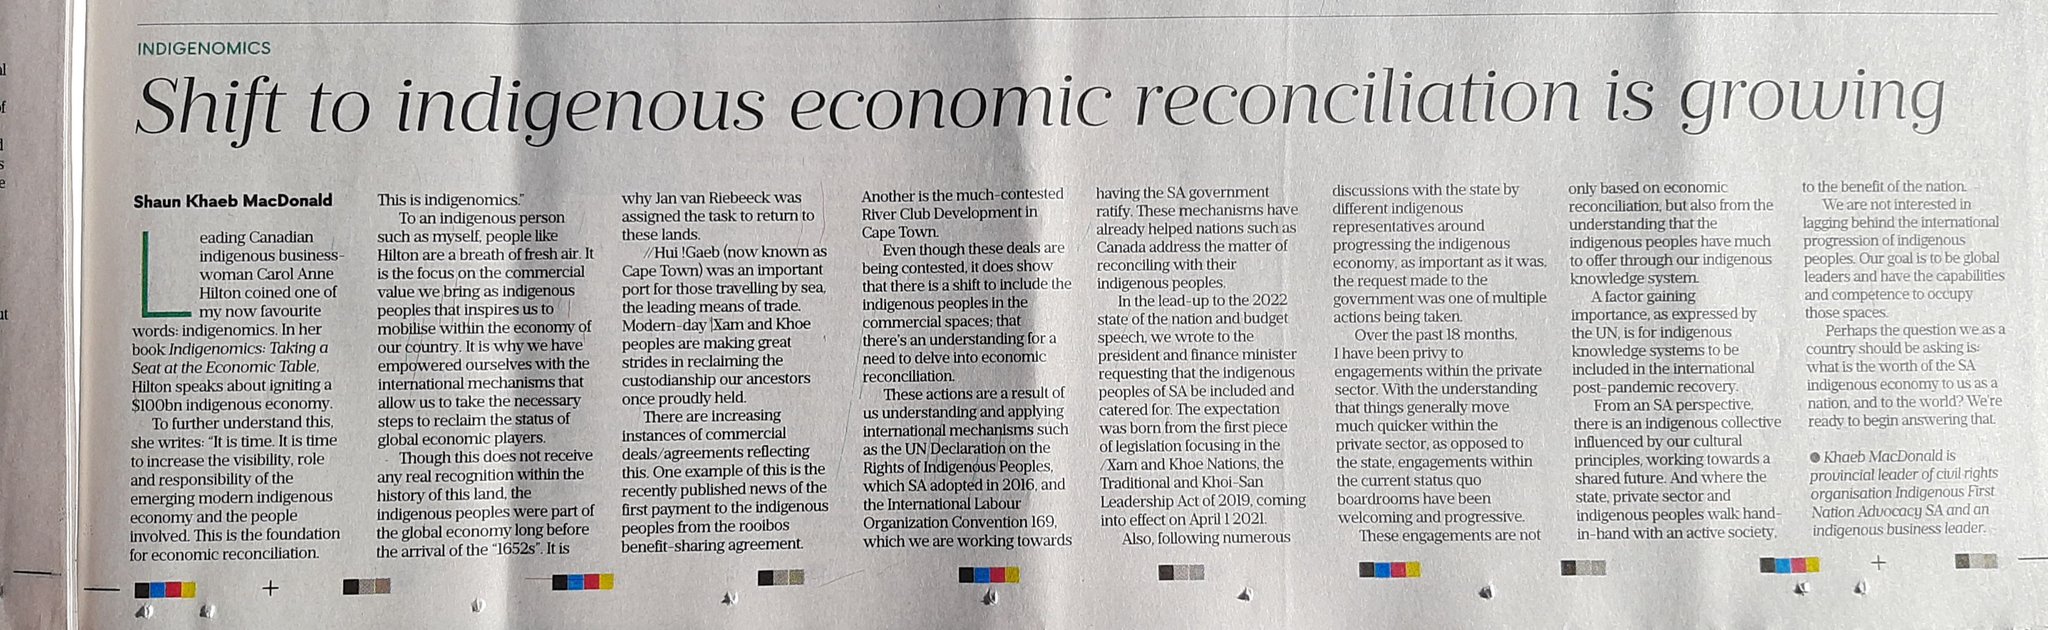 INDIGENOMICS
Shift to indigenous economic reconciliation is growing
Shaun Khaeb MacDonald
Leading Canadian
indigenous business-
woman Carol Anne
Hilton coined one of
my now favourite
words: indigenomics. In her
book Indigenomics: Taking a
Seat at the Economic Table,
Hilton speaks about igniting a
$100bn indigenous economy.
To further understand this,
she writes: "It is time. It is time
to increase the visibility, role
and responsibility of the
emerging modern indigenous
economy and the people
involved. This is the foundation
for economic reconciliation.
This is indigenomics."
To an indigenous person
such as myself, people like
Hilton are a breath of fresh air. It
is the focus on the commercial
value we bring as indigenous
peoples that inspires us to
mobilise within the economy of
our country. It is why we have
empowered ourselves with the
international mechanisms that
allow us to take the necessary
steps to reclaim the status of
global economic players.
Though this does not receive
any real recognition within the
history of this land, the
indigenous peoples were part of
the global economy long before
the arrival of the "1652s". It is
why Jan van Riebeeck was
assigned the task to return to
these lands.
//Hui !Gaeb (now known as
Cape Town) was an important
port for those travelling by sea,
the leading means of trade.
Modern-day |Xam and Khoe
peoples are making great
strides in reclaiming the
custodianship our ancestors
once proudly held.
There are increasing
instances of commercial
deals/agreements reflecting
this. One example of this is the
recently published news of the
first payment to the indigenous
peoples from the rooibos
benefit-sharing agreement.
Another is the much-contested
River Club Development in
Cape Town.
Even though these deals are
being contested, it does show
that there is a shift to include the
indigenous peoples in the
commercial spaces; that
there's an understanding for a
need to delve into economic
reconciliation.
These actions are a result of
us understanding and applying
international mechanisms such
as the UN Declaration on the
Rights of Indigenous Peoples,
which SA adopted in 2016, and
the International Labour
Organization Convention 169,
which we are working towards
having the SA government
ratify. These mechanisms have
already helped nations such as
Canada address the matter of
reconciling with their
indigenous peoples.
In the lead-up to the 2022
state of the nation and budget
speech, we wrote to the
president and finance minister
requesting that the indigenous
peoples of SA be included and
catered for. The expectation
was born from the first piece
of legislation focusing in the
/Xam and Khoe Nations, the
Traditional and Khoi-San
Leadership Act of 2019, coming
into effect on April 1 2021.
Also, following numerous
discussions with the state by
different indigenous
representatives around
progressing the indigenous
economy, as important as it was,
the request made to the
government was one of multiple
actions being taken.
Over the past 18 months,
I have been privy to
engagements within the private
sector. With the understanding
that things generally move
much quicker within the
private sector, as opposed to
the state, engagements within
the current status quo
boardrooms have been
welcoming and progressive.
These engagements are not
only based on economic
reconciliation, but also from the
understanding that the
indigenous peoples have much
to offer through our indigenous
knowledge system.
A factor gaining
importance, as expressed by
the UN, is for indigenous
knowledge systems to be
included in the international
post-pandemic recovery.
From an SA perspective,
there is an indigenous collective
influenced by our cultural
principles, working towards a
shared future. And where the
state, private sector and
indigenous peoples walk hand-
in-hand with an active society,
to the benefit of the nation.
We are not interested in
lagging behind the international
progression of indigenous
peoples. Our goal is to be global
leaders and have the capabilities
and competence to occupy
those spaces.
Perhaps the question we as a
country should be asking is:
what is the worth of the SA
indigenous economy to us as a
nation, and to the world? We're
ready to begin answering that.
● Khaeb MacDonald is
provincial leader of civil rights
organisation Indigenous First
Nation Advocacy SA and an
indigenous business leader.